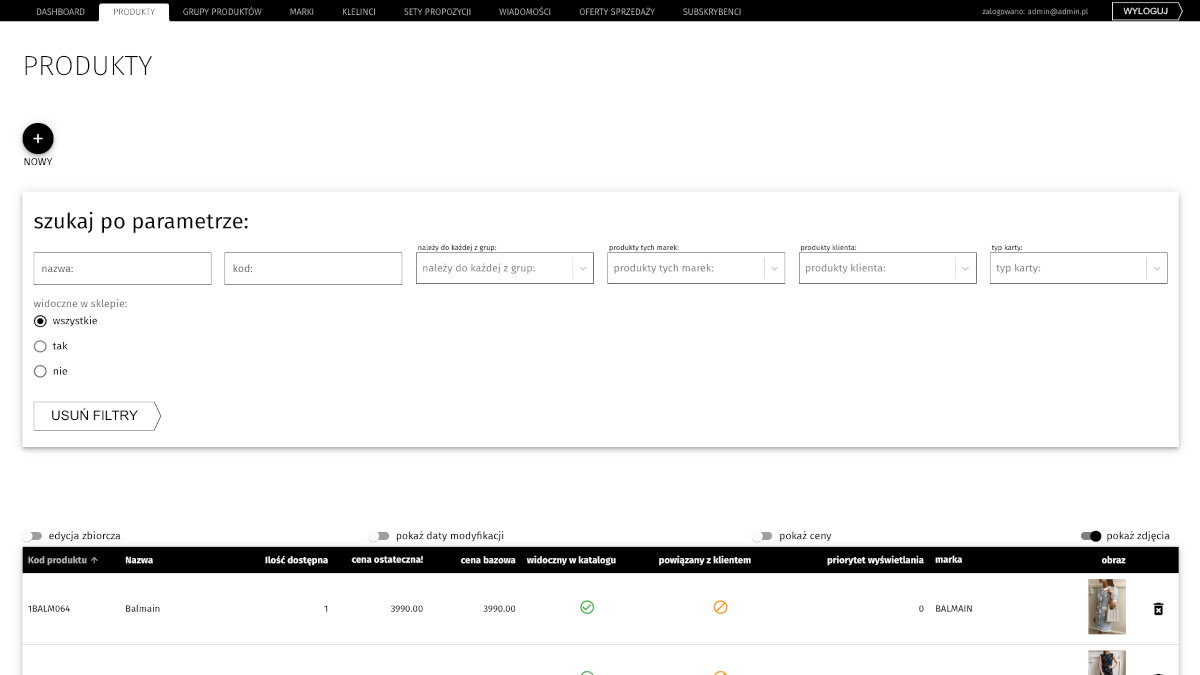 DASHBOARD PRODUKTY GRUPY PRODUKTÓW MARKI KLELINCI SETY PROPOZYCJI WIADOMOŚCI OFERTY SPRZEDAŻY SUBSKRYBENCI zalogowano: admin@admin.pl WYLOGUJ
PRODUKTY
NOWY
szukaj po parametrze:
należy do każdej z grup: produkty tych marek: produkty klienta: typ karty:
nazwa: kod: należy do każdej z grup: produkty tych marek: produkty klienta: typ karty:
widoczne w sklepie:
wszystkie
tak
nie
USUŃ FILTRY
edycja zbiorcza pokaż daty modyfikacji pokaż ceny pokaż zdjęcia
Kod produktu Nazwa Ilość dostępna cena ostateczna! cena bazowa widoczny w katalogu powiązany z klientem priorytet wyświetlania marka obraz
1BALM064 Balmain 1 3990.00 3990.00 0 BALMAIN